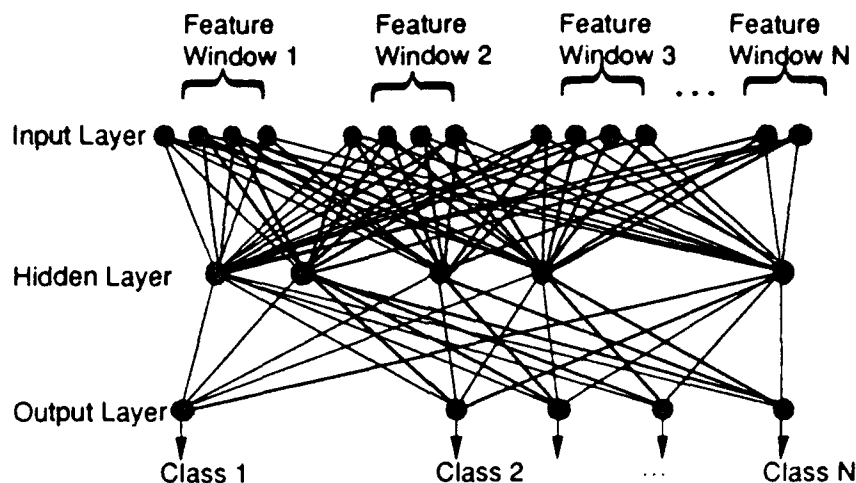 Feature Window 1
Feature Window 2
Feature Window 3
...
Feature Window N
Input Layer
Hidden Layer
Output Layer
Class 1
Class 2
...
Class N